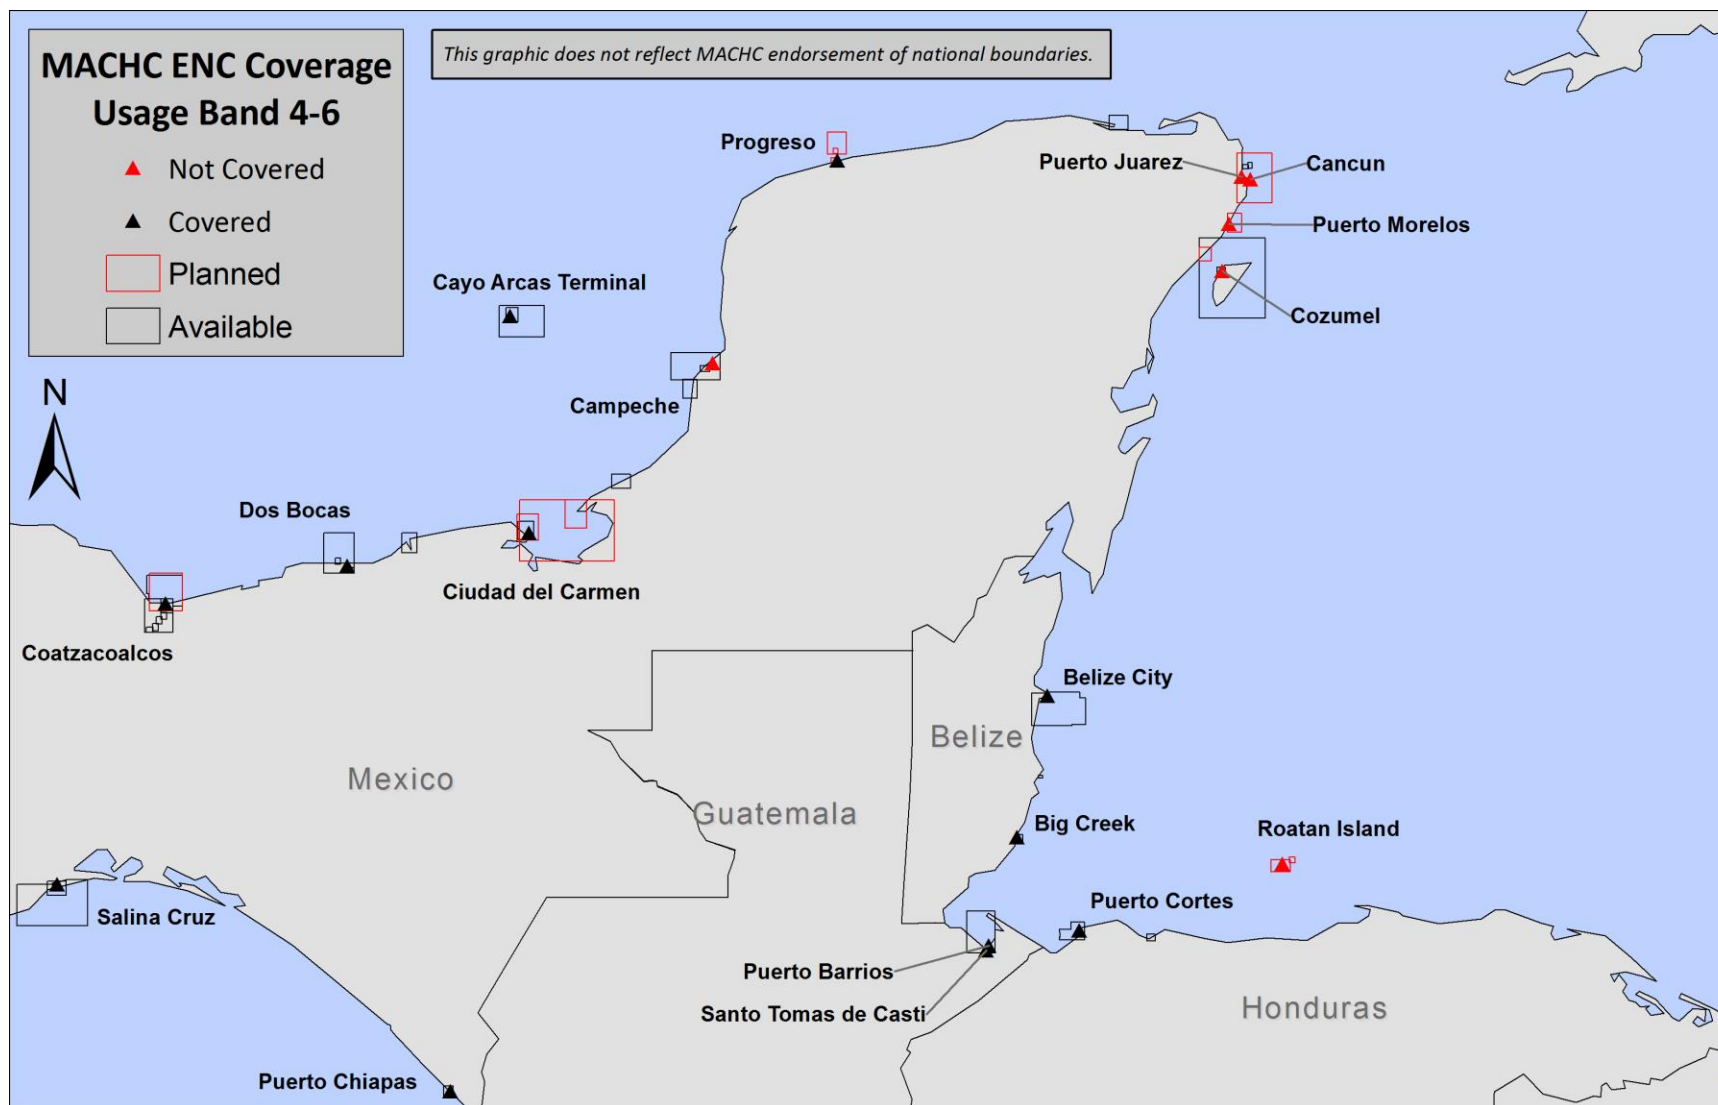 MACHC ENC Coverage
Usage Band 4-6
Not Covered
Covered
Planned
Available
This graphic does not reflect MACHC endorsement of national boundaries.
N
Progreso
Puerto Juarez
Cancun
Puerto Morelos
Cayo Arcas Terminal
Cozumel
Campeche
Dos Bocas
Ciudad del Carmen
Coatzacoalcos
Belize City
Belize
Mexico
Guatemala
Big Creek
Roatan Island
Salina Cruz
Puerto Cortes
Puerto Barrios
Santo Tomas de Casti
Honduras
Puerto Chiapas